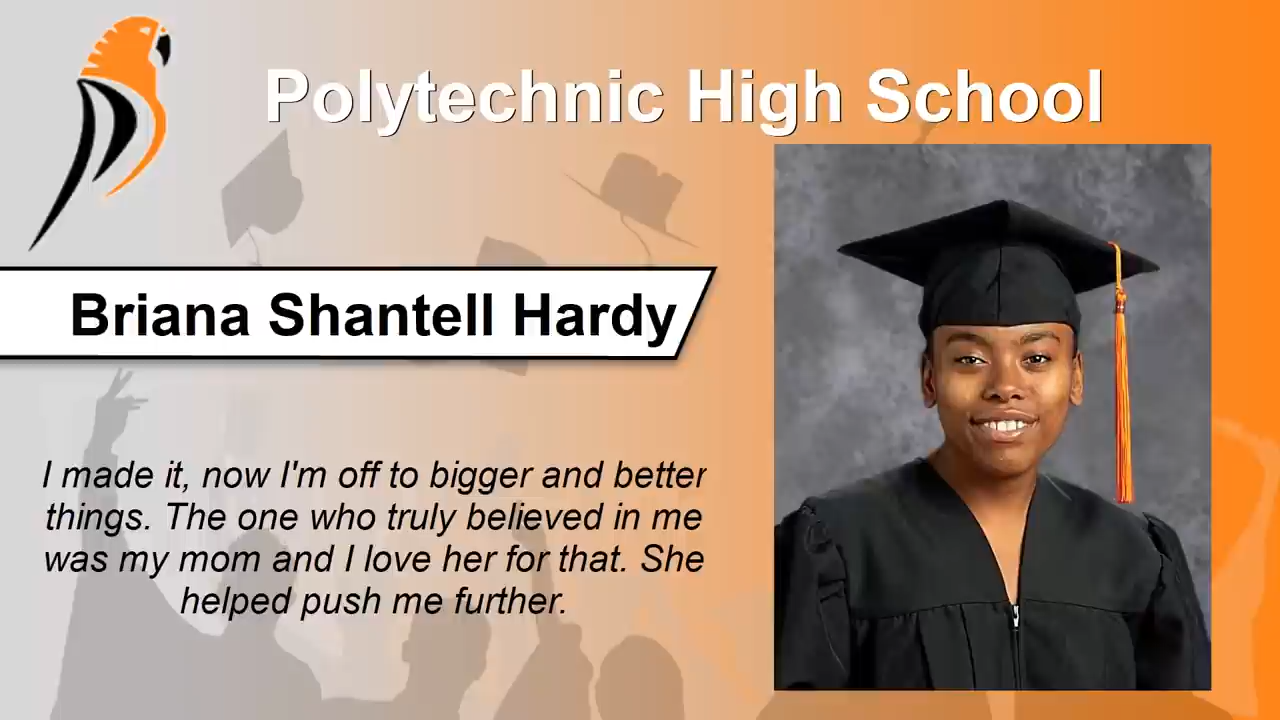 Polytechnic High School
Briana Shantell Hardy
I made it, now I'm off to bigger and better
things. The one who truly believed in me
was my mom and I love her for that. She
helped push me further.